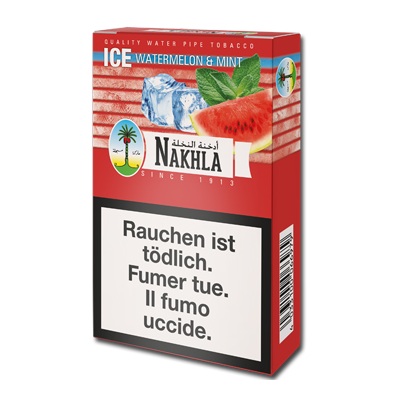 QUALITY WATER PIPE TOBACCO
ICE WATERMELON & MINT
أدخنة النخلة
NAKHLA
SINCE 1913
Rauchen ist
tödlich.
Fumer tue.
Il fumo
uccide.